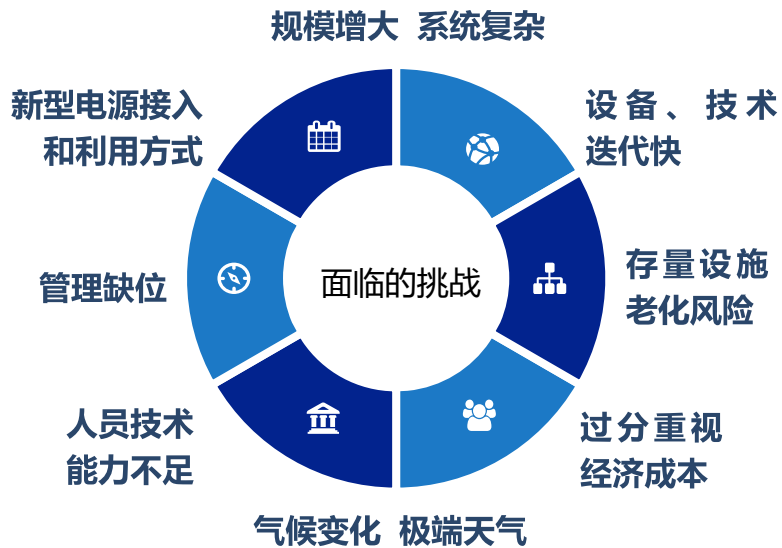 规模增大 系统复杂
新型电源接入
和利用方式
设备、技术
迭代快
管理缺位
面临的挑战
存量设施
老化风险
人员技术
能力不足
过分重视
经济成本
气候变化 极端天气